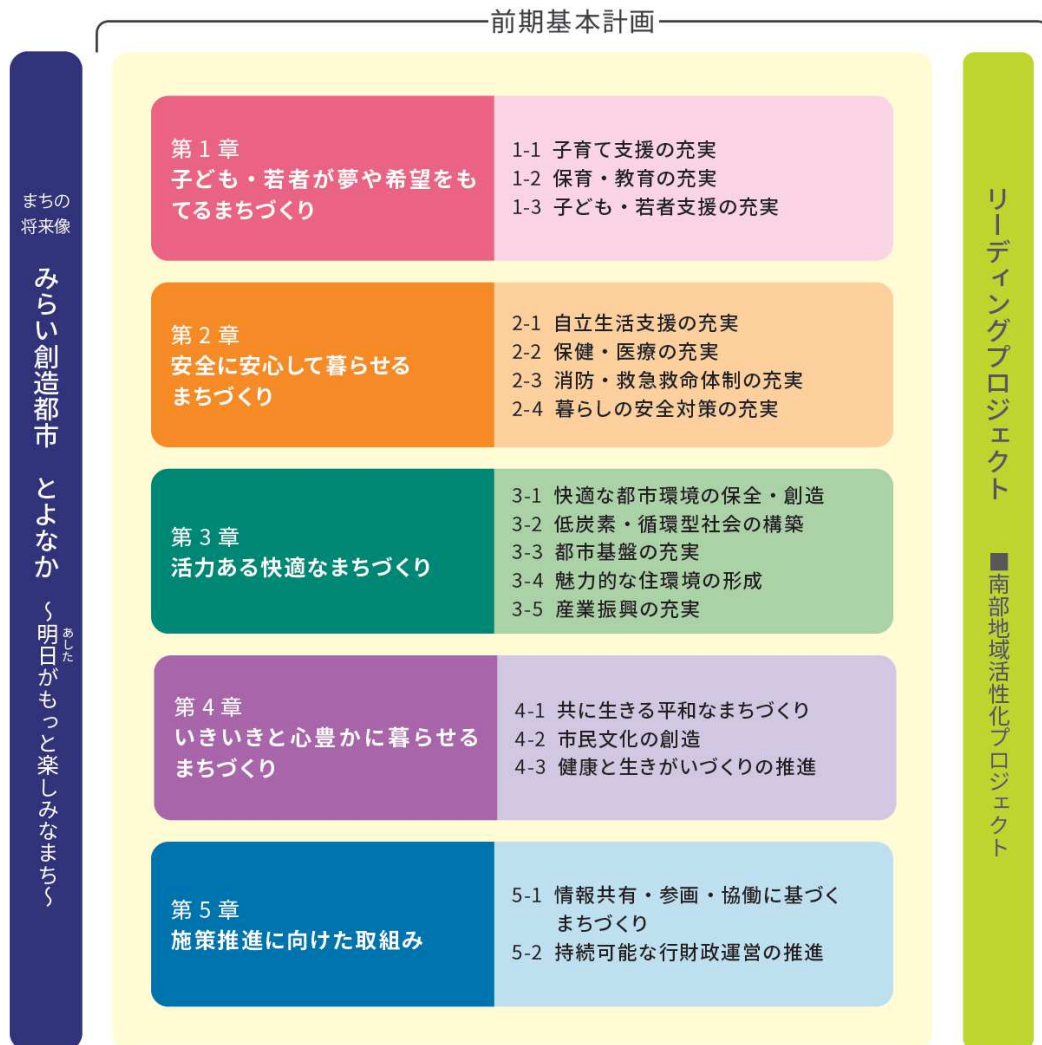 前期基本計画
まちの
将来像
みらい創造都市 とよなか ～明日がもっと楽しみなまち～
あした
第1章
子ども・若者が夢や希望をも
てるまちづくり
1-1 子育て支援の充実
1-2 保育・教育の充実
1-3 子ども・若者支援の充実
第2章
安全に安心して暮らせる
まちづくり
2-1 自立生活支援の充実
2-2 保健・医療の充実
2-3 消防・救急救命体制の充実
2-4 暮らしの安全対策の充実
第3章
活力ある快適なまちづくり
3-1 快適な都市環境の保全・創造
3-2 低炭素・循環型社会の構築
3-3 都市基盤の充実
3-4 魅力的な住環境の形成
3-5 産業振興の充実
第4章
いきいきと心豊かに暮らせる
まちづくり
4-1 共に生きる平和なまちづくり
4-2 市民文化の創造
4-3 健康と生きがいづくりの推進
第5章
施策推進に向けた取組み
5-1 情報共有・参画・協働に基づく
まちづくり
5-2 持続可能な行財政運営の推進
リーディングプロジェクト ■南部地域活性化プロジェクト